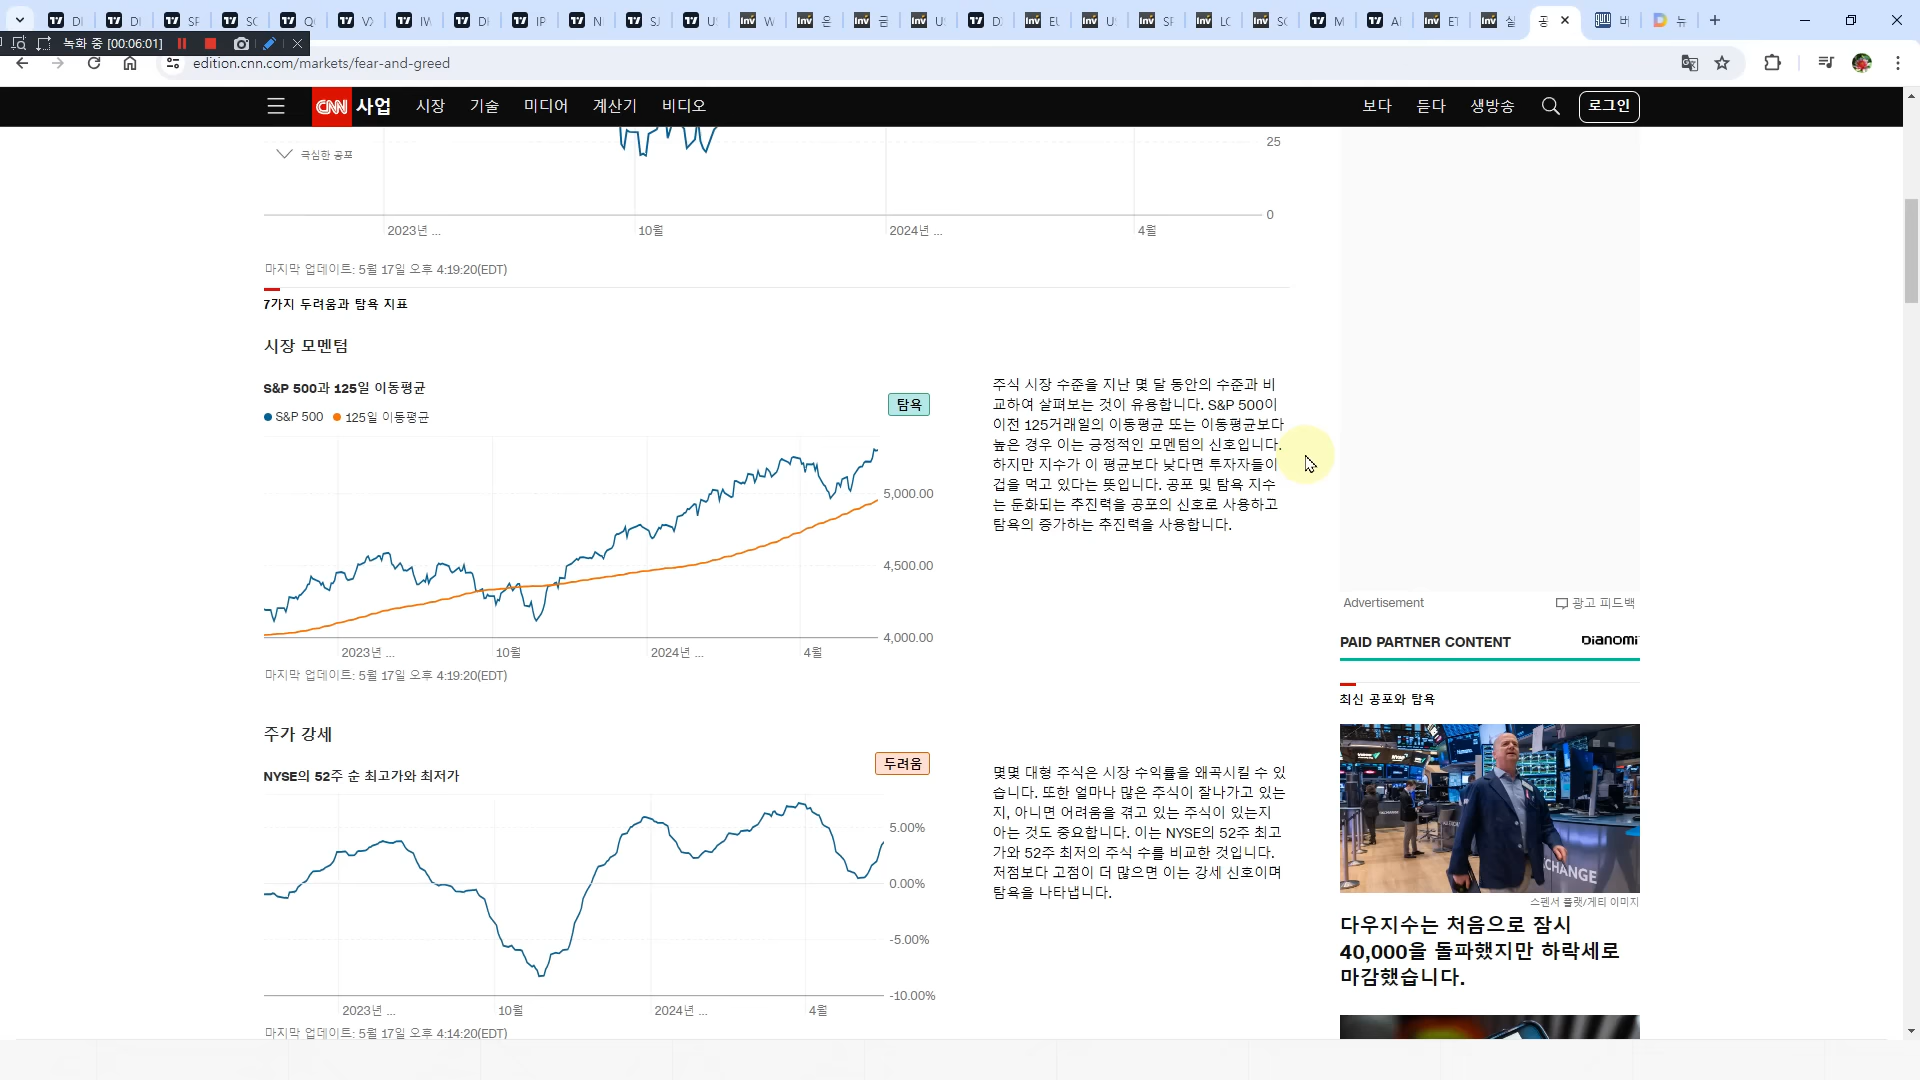 DI
DI
SF
SC
Q
VX
IW
DI
IP
N
SJ
US
W
은
금
U
D
EU
U
SF
LC
SC
M
AI
ET
실
공
버
뉴
녹화 중 [00:06:01]
edition.cnn.com/markets/fear-and-greed
CNN 사업 시장 기술 미디어 계산기 비디오 보다 듣다 생방송 로그인
25
극심한 공포
0
2023년 ... 10월 2024년 ... 4월
마지막 업데이트: 5월 17일 오후 4:19:20(EDT)
7가지 두려움과 탐욕 지표
시장 모멘텀
S&P 500과 125일 이동평균
S&P 500 125일 이동평균
탐욕
5,000.00
4,500.00
4,000.00
2023년 ... 10월 2024년 ... 4월
마지막 업데이트: 5월 17일 오후 4:19:20(EDT)
주식 시장 수준을 지난 몇 달 동안의 수준과 비
교하여 살펴보는 것이 유용합니다. S&P 500이
이전 125거래일의 이동평균 또는 이동평균보다
높은 경우 이는 긍정적인 모멘텀의 신호입니다.
하지만 지수가 이 평균보다 낮다면 투자자들이
겁을 먹고 있다는 뜻입니다. 공포 및 탐욕 지수
는 둔화되는 추진력을 공포의 신호로 사용하고
탐욕의 증가하는 추진력을 사용합니다.
주가 강세
NYSE의 52주 순 최고가와 최저가
두려움
5.00%
0.00%
-5.00%
-10.00%
2023년 ... 10월 2024년 ... 4월
마지막 업데이트: 5월 17일 오후 4:14:20(EDT)
몇몇 대형 주식은 시장 수익률을 왜곡시킬 수 있
습니다. 또한 얼마나 많은 주식이 잘나가고 있는
지, 아니면 어려움을 겪고 있는 주식이 있는지
아는 것도 중요합니다. 이는 NYSE의 52주 최고
가와 52주 최저의 주식 수를 비교한 것입니다.
저점보다 고점이 더 많으면 이는 강세 신호이며
탐욕을 나타냅니다.
Advertisement 광고 피드백
PAID PARTNER CONTENT DIANOMI
최신 공포와 탐욕
CHANGE
스펜서 플랫/게티 이미지
다우지수는 처음으로 잠시
40,000을 돌파했지만 하락세로
마감했습니다.